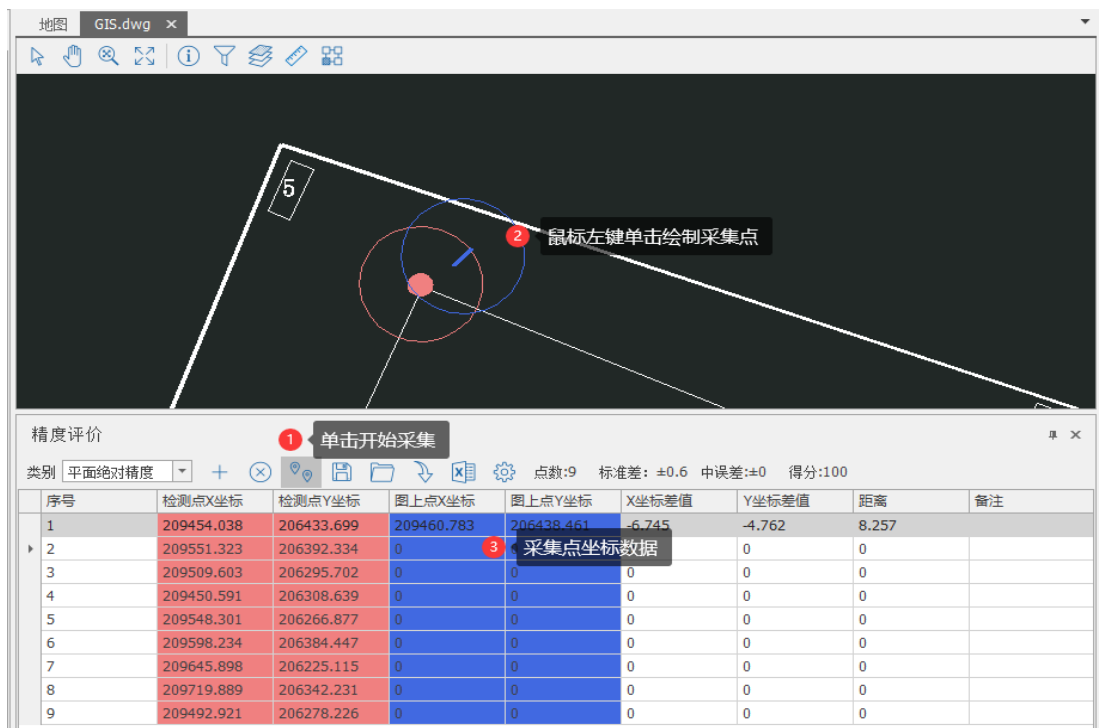 地图 GIS.dwg ×
5
2 鼠标左键单击绘制采集点
精度评价
1 单击开始采集
类别 平面绝对精度 点数:9 标准差: ±0.6 中误差:±0 得分:100
序号 检测点X坐标 检测点Y坐标 图上点X坐标 图上点Y坐标 X坐标差值 Y坐标差值 距离 备注
1 209454.038 206433.699 209460.783 206438.461 -6.745 -4.762 8.257
2 209551.323 206392.334 0 0 0
3 采集点坐标数据
3 209509.603 206295.702 0 0 0 0 0
4 209450.591 206308.639 0 0 0 0 0
5 209548.301 206266.877 0 0 0 0 0
6 209598.234 206384.447 0 0 0 0 0
7 209645.898 206225.115 0 0 0 0 0
8 209719.889 206342.231 0 0 0 0 0
9 209492.921 206278.226 0 0 0 0 0